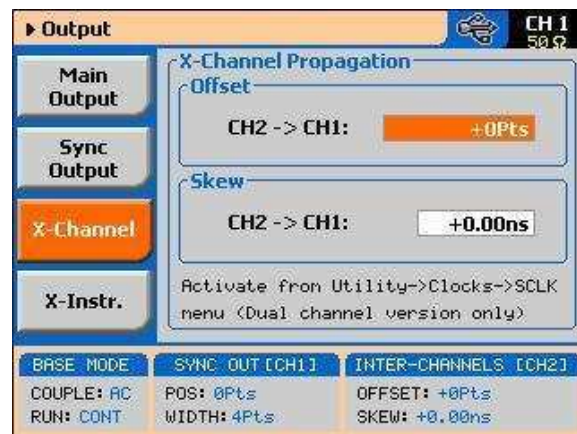 Output
CH 1
50 Ω
Main
Output
Sync
Output
X-Channel
X-Instr.
X-Channel Propagation
Offset
CH2 -> CH1: +0Pts
Skew
CH2 -> CH1: +0.00ns
Activate from Utility->Clocks->SCLK
menu (Dual channel version only)
BASE MODE
COUPLE: AC
RUN: CONT
SYNC OUT [CH1]
POS: 0Pts
WIDTH: 4Pts
INTER-CHANNELS [CH2]
OFFSET: +0Pts
SKEW: +0.00ns